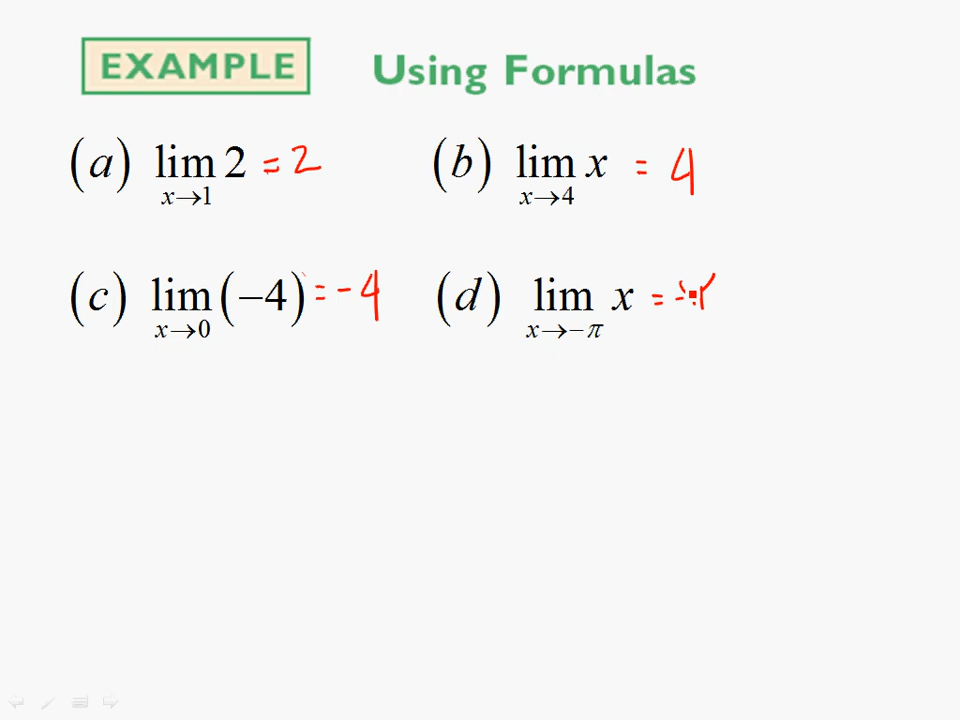 EXAMPLE Using Formulas
(a) lim 2 = 2 (b) lim x = 4
x→1 x→4
(c) lim (−4) = -4 (d) lim x =
x→0 x→−π